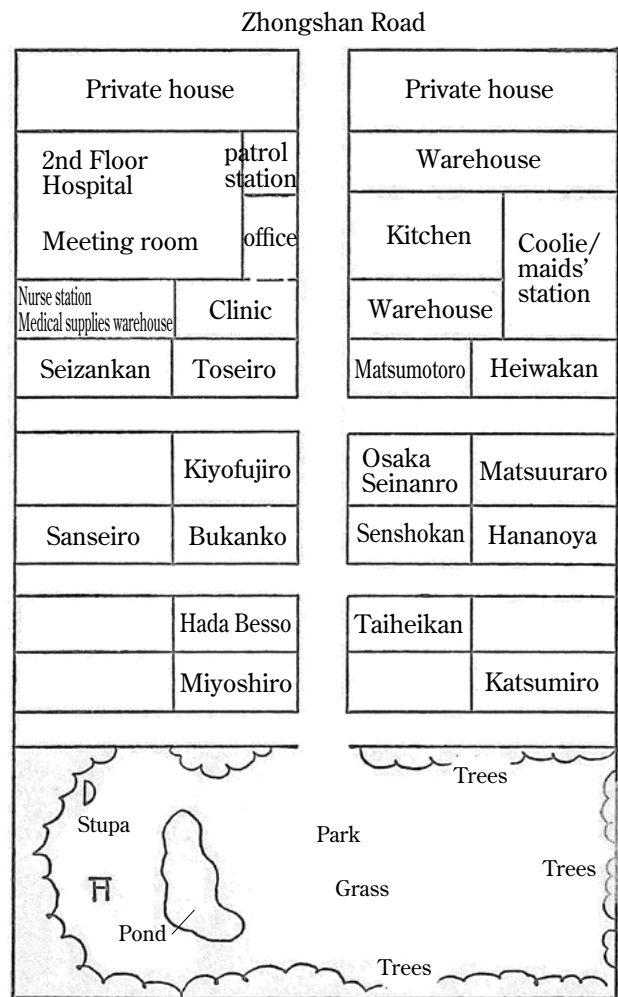 Zhongshan Road
Private house
Private house
2nd Floor
Hospital
patrol
station
Warehouse
Meeting room
office
Kitchen
Coolie/
maids'
station
Nurse station
Medical supplies warehouse
Clinic
Warehouse
Seizankan
Toseiro
Matsumotoro
Heiwakan
Kiyofujiro
Osaka
Seinanro
Matsuuraro
Sanseiro
Bukanko
Senshokan
Hananoya
Hada Besso
Taiheikan
Miyoshiro
Katsumiro
Trees
Stupa
Park
Trees
Grass
Pond
Trees